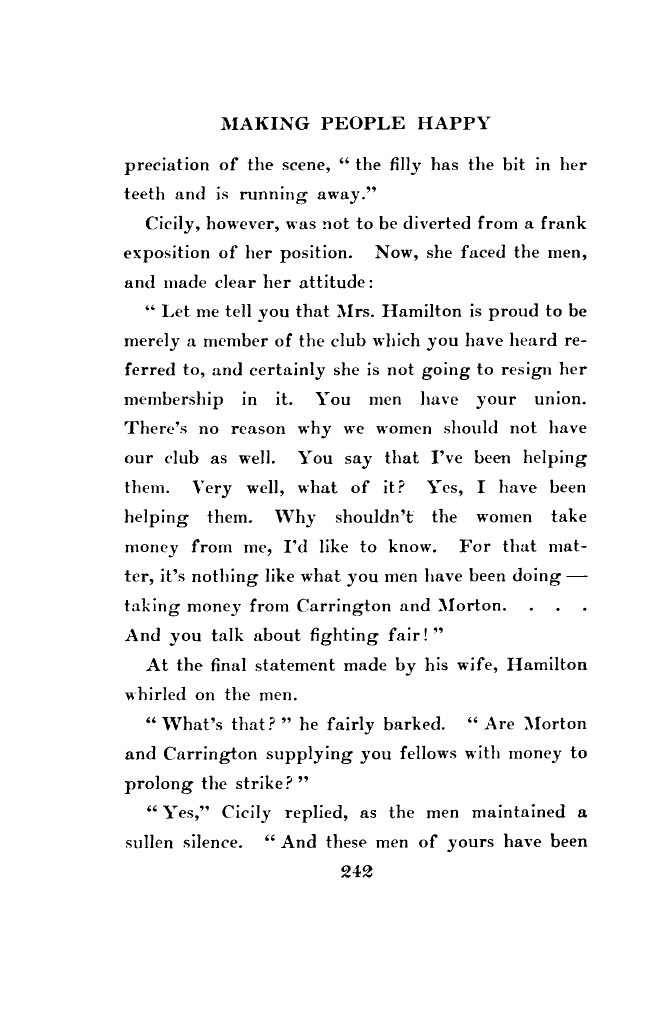 MAKING PEOPLE HAPPY
preciation of the scene, “ the filly has the bit in her
teeth and is running away.”
Cicily, however, was not to be diverted from a frank
exposition of her position. Now, she faced the men,
and made clear her attitude:
“ Let me tell you that Mrs. Hamilton is proud to be
merely a member of the club which you have heard re-
ferred to, and certainly she is not going to resign her
membership in it. You men have your union.
There’s no reason why we women should not have
our club as well. You say that I’ve been helping
them. Very well, what of it? Yes, I have been
helping them. Why shouldn’t the women take
money from me, I’d like to know. For that mat-
ter, it’s nothing like what you men have been doing —
taking money from Carrington and Morton. . . .
And you talk about fighting fair! ”
At the final statement made by his wife, Hamilton
whirled on the men.
“ What’s that? ” he fairly barked. “ Are Morton
and Carrington supplying you fellows with money to
prolong the strike? ”
“ Yes,” Cicily replied, as the men maintained a
sullen silence. “ And these men of yours have been
242